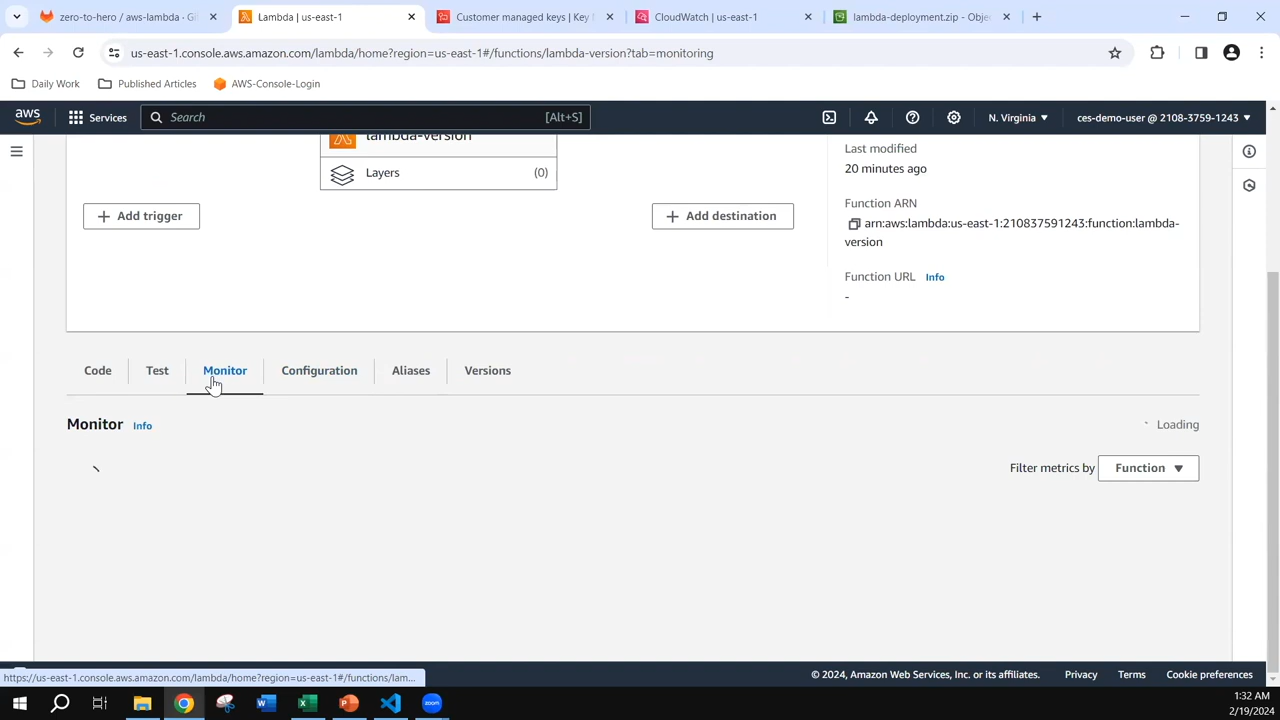 zero-to-hero / aws-lambda · Gi
Lambda | us-east-1
Customer managed keys | Key
CloudWatch | us-east-1
lambda-deployment.zip - Obje
us-east-1.console.aws.amazon.com/lambda/home?region=us-east-1#/functions/lambda-version?tab=monitoring
Daily Work
Published Articles
AWS-Console-Login
aws
Services
Search
[Alt+S]
N. Virginia
ces-demo-user @ 2108-3759-1243
lambda-version
Layers
(0)
Add trigger
Add destination
Last modified
20 minutes ago
Function ARN
arn:aws:lambda:us-east-1:210837591243:function:lambda-
version
Function URL Info
-
Code
Test
Monitor
Configuration
Aliases
Versions
Monitor Info
Loading
Filter metrics by
Function
https://us-east-1.console.aws.amazon.com/lambda/home?region=us-east-1#/functions/lam...
© 2024, Amazon Web Services, Inc. or its affiliates.
Privacy
Terms
Cookie preferences
zoom
1:32 AM
2/19/2024